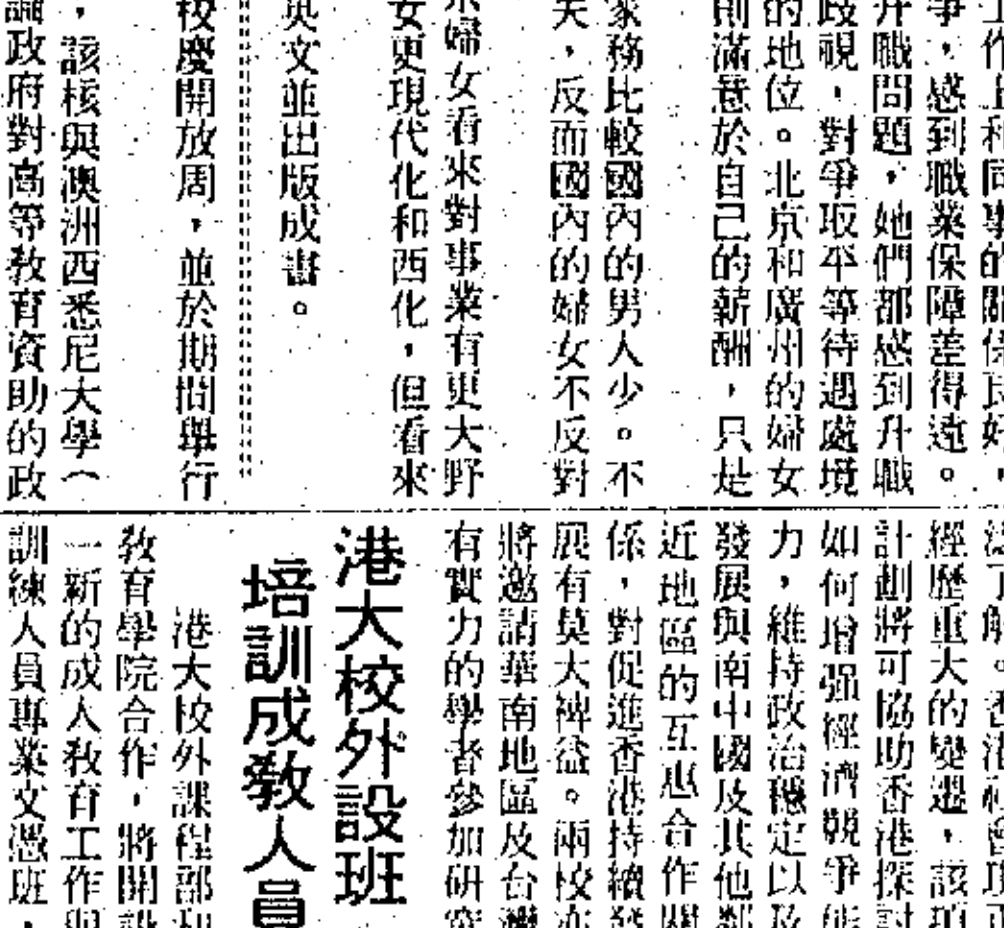 工作上和同事的關係良好，
爭，感到職業保障差得遠。
升職問題，她們都感到升職
歧視，對爭取平等待遇處境
的地位。北京和廣州的婦女
則滿意於自己的薪酬，只是
家務比較國內的男人少。不
夫，反而國內的婦女不反對
京婦女看來對事業有更大野
女更現代化和西化，但看來
英文並出版成書。
校慶開放周，並於期間舉行
，該核與澳洲西悉尼大學（
論政府對高等教育資助的政
經歷重大的變遷，該項
計劃將可協助香港探討
如何增強經濟競爭能
力，維持政治穩定以及
發展與南中國及其他鄰
近地區的互惠合作關
係，對促進香港持續發
展有莫大裨益。兩校亦
將邀請華南地區及台灣
有實力的學者參加研究
港大校外設班
培訓成教人員
港大校外課程部和
教育學院合作，將開設
一新的成人教育工作與
訓練人員專業文憑班，